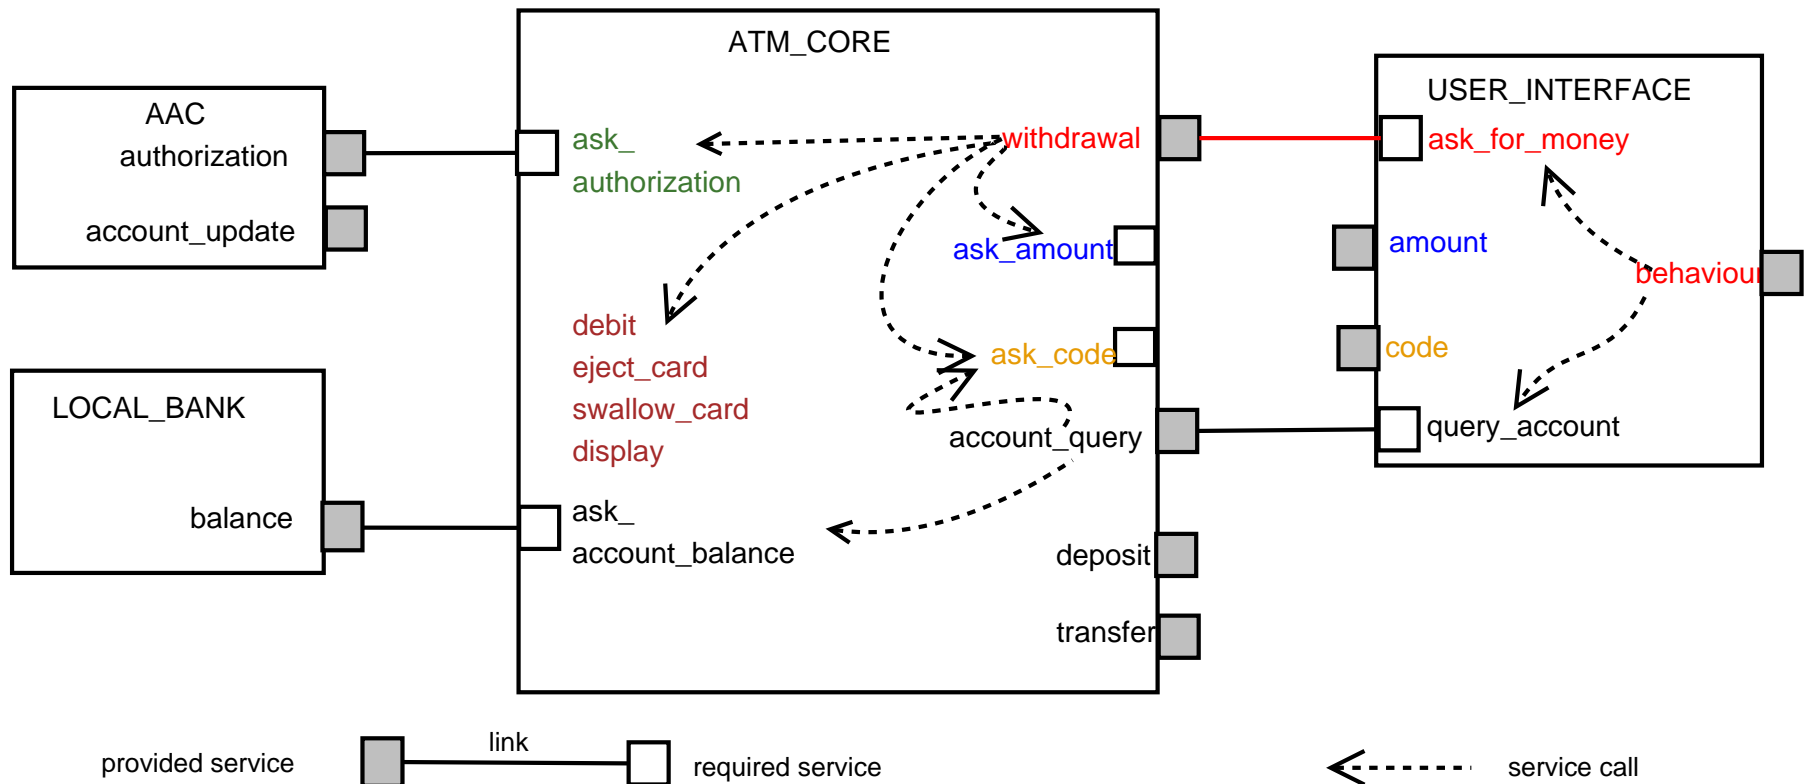 ATM_CORE
AAC
authorization
account_update
LOCAL_BANK
balance
ask_
authorization
withdrawal
ask_amount
debit
eject_card
swallow_card
display
ask_code
account_query
ask_
account_balance
deposit
transfer
USER_INTERFACE
ask_for_money
amount
behaviour
code
query_account
provided service
link
required service
service call